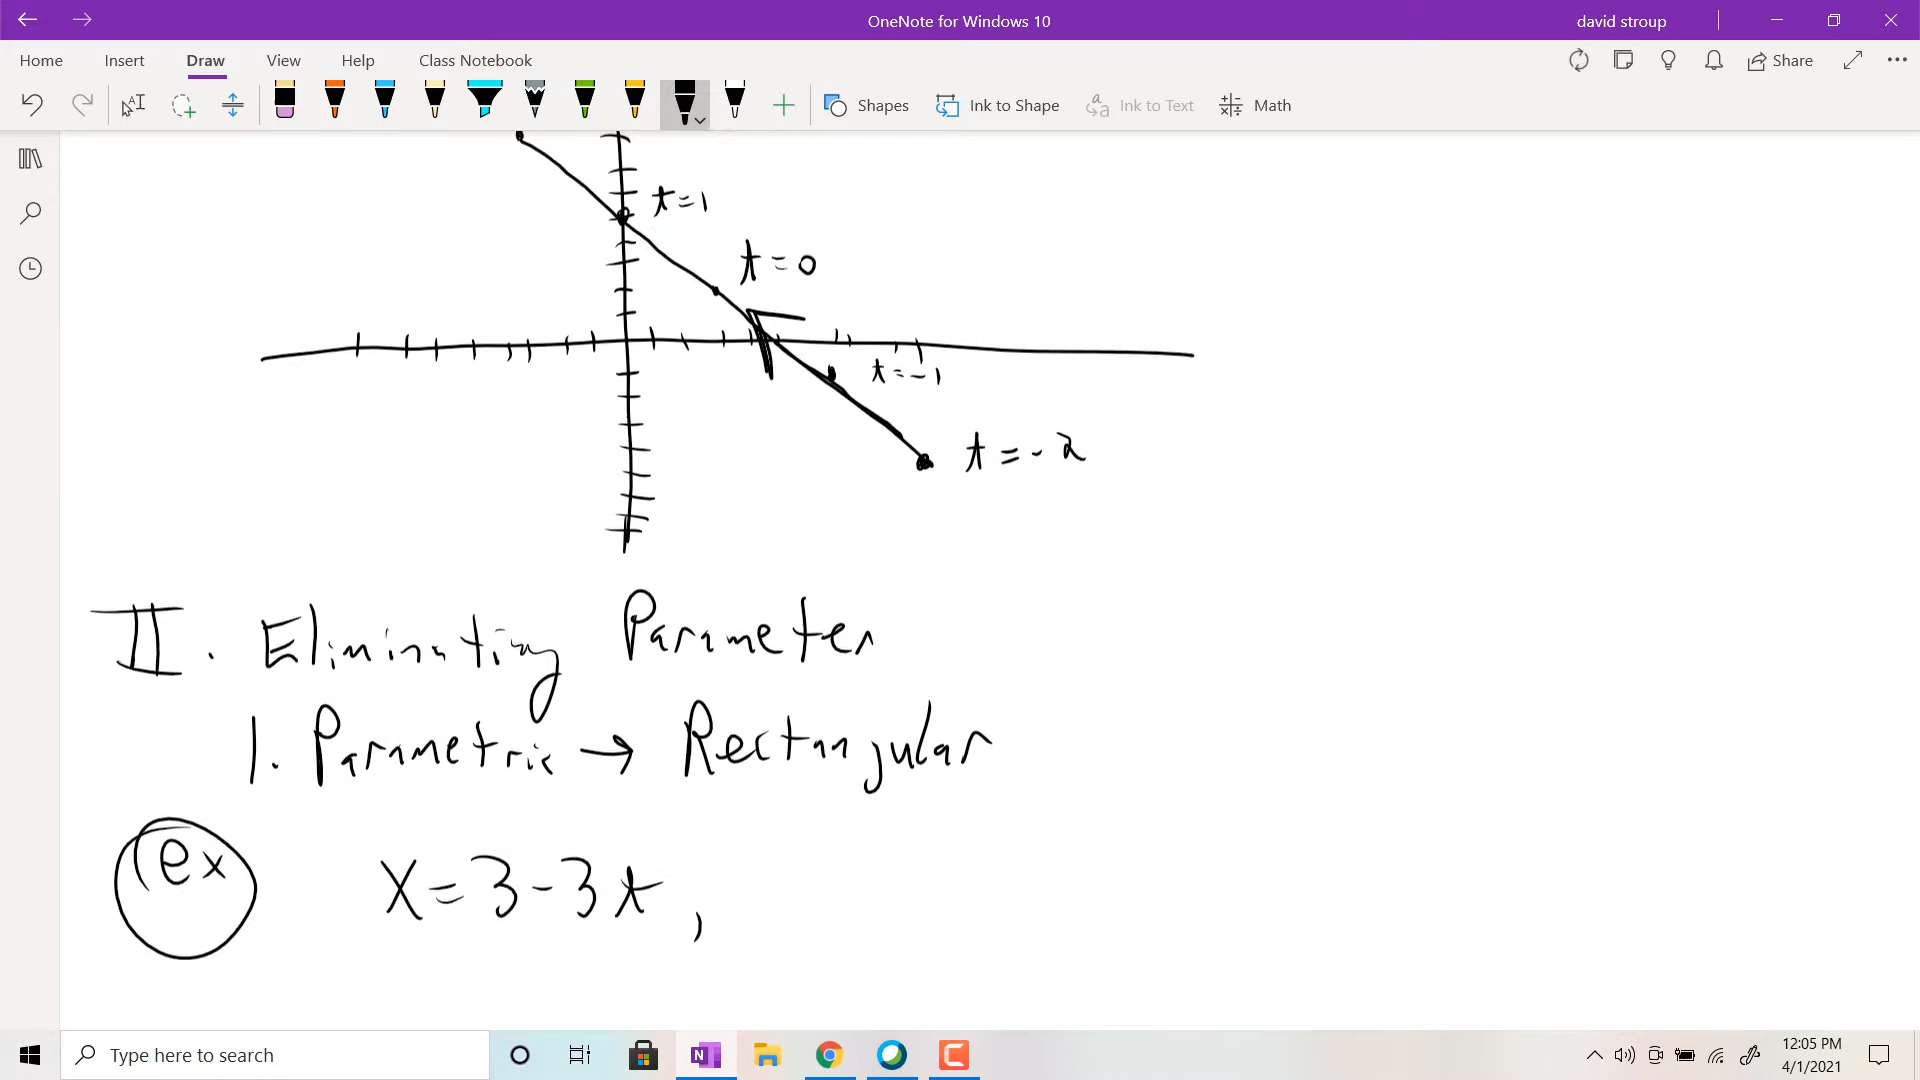 OneNote for Windows 10
david stroup
Home Insert Draw View Help Class Notebook
Share
Shapes Ink to Shape Ink to Text Math
t=1
t=0
t=-1
t=-2
II. Eliminating Parameter
1. Parametric → Rectangular
ex X=3-3t,
Type here to search
12:05 PM
4/1/2021